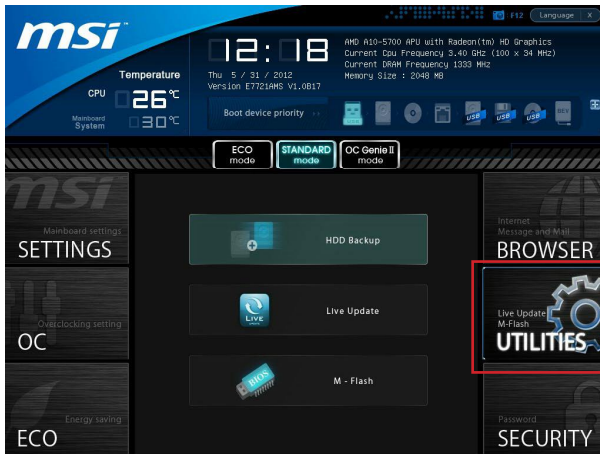 msi
F12 Language X
12:18
Thu 5 / 31 / 2012
Version E7721AMS V1.0B17
AMD A10-5700 APU with Radeon(tm) HD Graphics
Current Cpu Frequency 3.40 GHz (100 x 34 MHz)
Current DRAM Frequency 1333 MHz
Memory Size : 2048 MB
Temperature
CPU 26°C
Mainboard
System 30°C
Boot device priority
USB USB USB DEV
ECO
mode
STANDARD
mode
OC Genie II
mode
msi
Mainboard settings
SETTINGS
Overclocking setting
OC
Energy saving
ECO
HDD Backup
LIVE
Live Update
BIOS
M - Flash
Internet
Message and Mail
BROWSER
Live Update
M-Flash
UTILITIES
Password
SECURITY